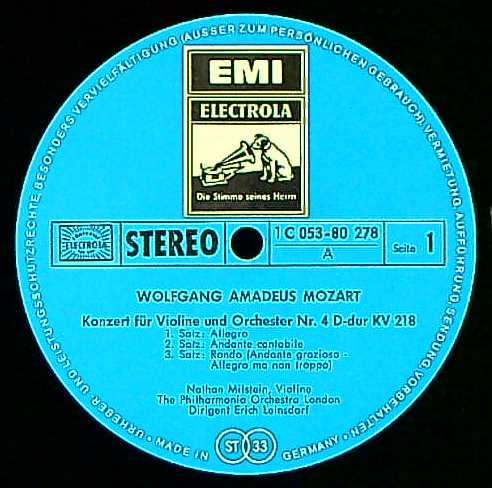 URHEBER- UND LEISTUNGSSCHUTZRECHTE, BESONDERS VERVIELFÄLTIGUNG (AUSSER ZUM PERSÖNLICHEN GEBRAUCH), VERMIETUNG, AUFFÜHRUNG, SENDUNG, VORBEHALTEN
EMI
ELECTROLA
Die Stimme seines Herrn
ELECTROLA
STEREO
1 C 053-80 278
A
Seite 1
WOLFGANG AMADEUS MOZART
Konzert für Violine und Orchester Nr. 4 D-dur KV 218
1. Satz: Allegro
2. Satz: Andante cantabile
3. Satz: Rondo (Andante grazioso -
Allegro ma non troppo)
Nathan Milstein, Violine
The Philharmonia Orchestra London
Dirigent Erich Leinsdorf
• MADE IN GERMANY •
ST 33